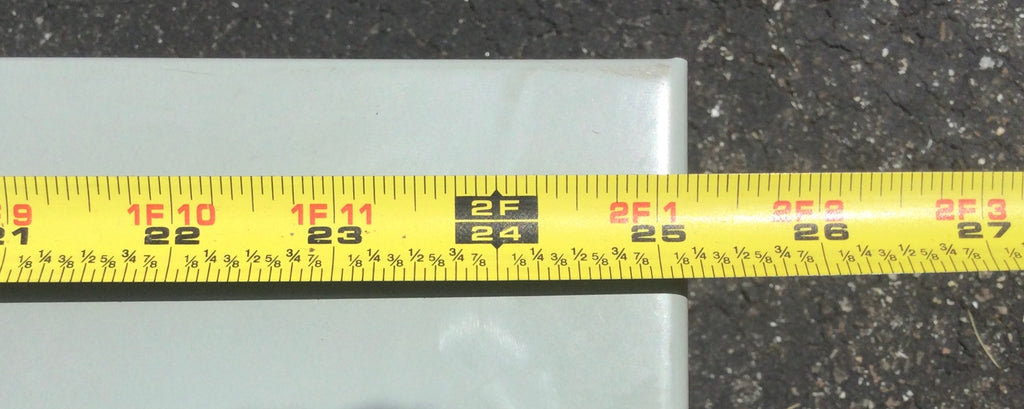 9 1F 10 1F 11 2F 2F 1 2F 2 2F 3
21 22 23 24 25 26 27
⅛ ¼ ⅜ ½ ⅝ ¾ ⅞ ⅛ ¼ ⅜ ½ ⅝ ¾ ⅞ ⅛ ¼ ⅜ ½ ⅝ ¾ ⅞ ⅛ ¼ ⅜ ½ ⅝ ¾ ⅞ ⅛ ¼ ⅜ ½ ⅝ ¾ ⅞ ⅛ ¼ ⅜ ½ ⅝ ¾ ⅞ ⅛